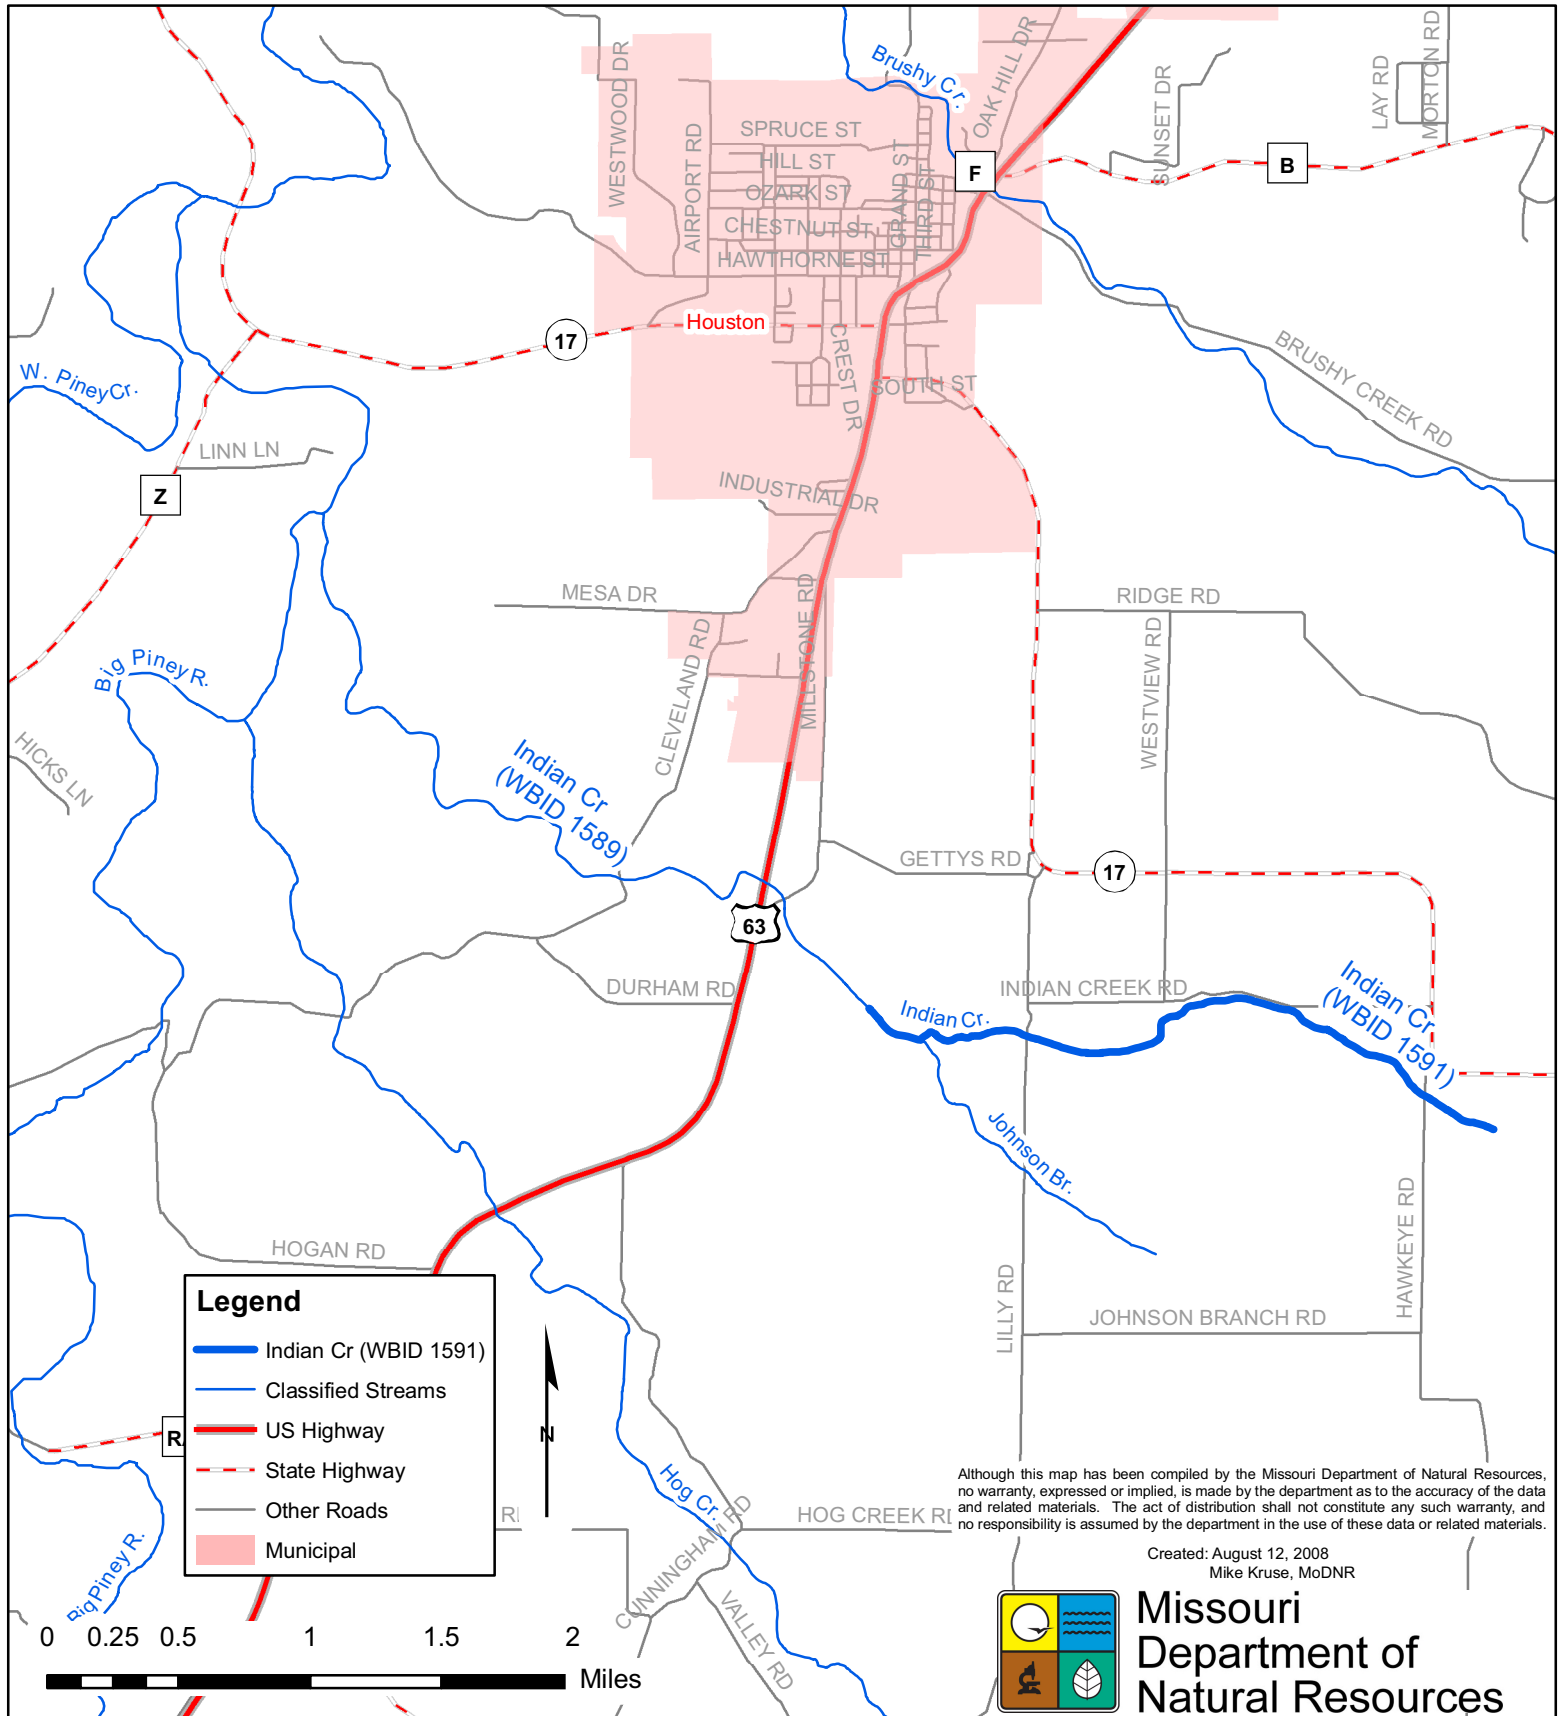 WESTWOOD DR
Brushy Cr.
OAK HILL DR
SUNSET DR
LAY RD
MORTON RD
AIRPORT RD
SPRUCE ST
HILL ST
OZARK ST
CHESTNUT ST
HAWTHORNE ST
GRAND ST
THIRD ST
F
B
17
Houston
CREST DR
SOUTH ST
BRUSHY CREEK RD
W. Piney Cr.
LINN LN
Z
INDUSTRIAL DR
MESA DR
MILLSTONE RD
RIDGE RD
CLEVELAND RD
WESTVIEW RD
Big Piney R.
HICKS LN
Indian Cr
(WBID 1589)
GETTYS RD
17
63
DURHAM RD
INDIAN CREEK RD
Indian Cr.
Indian Cr
(WBID 1591)
Johnson Br.
HOGAN RD
LILLY RD
HAWKEYE RD
JOHNSON BRANCH RD
Legend
Indian Cr (WBID 1591)
Classified Streams
US Highway
State Highway
Other Roads
Municipal
N
Hog Cr.
CUNNINGHAM RD
HOG CREEK RD
VALLEY RD
Big Piney R.
Although this map has been compiled by the Missouri Department of Natural Resources,
no warranty, expressed or implied, is made by the department as to the accuracy of the data
and related materials. The act of distribution shall not constitute any such warranty, and
no responsibility is assumed by the department in the use of these data or related materials.
Created: August 12, 2008
Mike Kruse, MoDNR
0 0.25 0.5 1 1.5 2
Miles
Missouri
Department of
Natural Resources